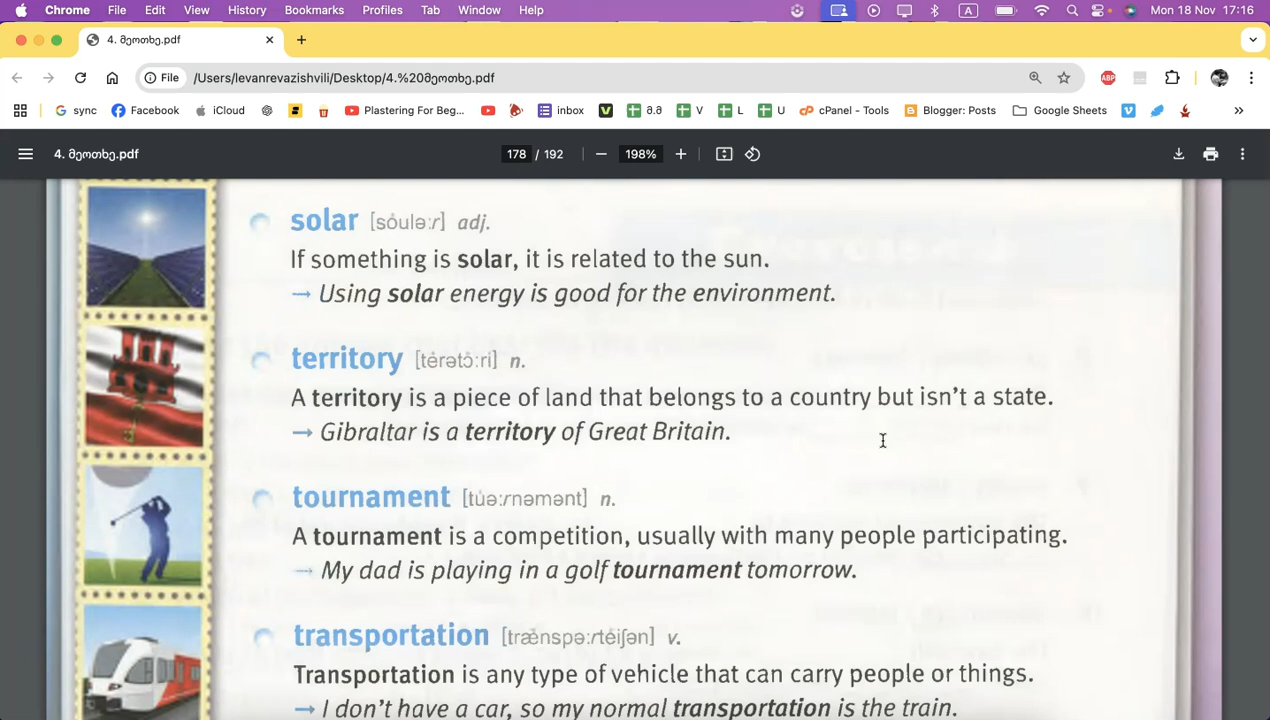 Chrome File Edit View History Bookmarks Profiles Tab Window Help A Mon 18 Nov 17:16
4. მეოთხე.pdf
File /Users/levanrevazishvili/Desktop/4.%20მეოთხე.pdf ABP
sync Facebook iCloud Plastering For Beg... inbox მ.მ V L U cPanel - Tools Blogger: Posts Google Sheets
4. მეოთხე.pdf 178 / 192 198%
solar [sóuləːr] adj.
If something is solar, it is related to the sun.
→ Using solar energy is good for the environment.
territory [térətɔ̀ːri] n.
A territory is a piece of land that belongs to a country but isn't a state.
→ Gibraltar is a territory of Great Britain.
tournament [túəːrnəmənt] n.
A tournament is a competition, usually with many people participating.
→ My dad is playing in a golf tournament tomorrow.
transportation [træ̀nspəːrtéiʃən] v.
Transportation is any type of vehicle that can carry people or things.
→ I don't have a car, so my normal transportation is the train.